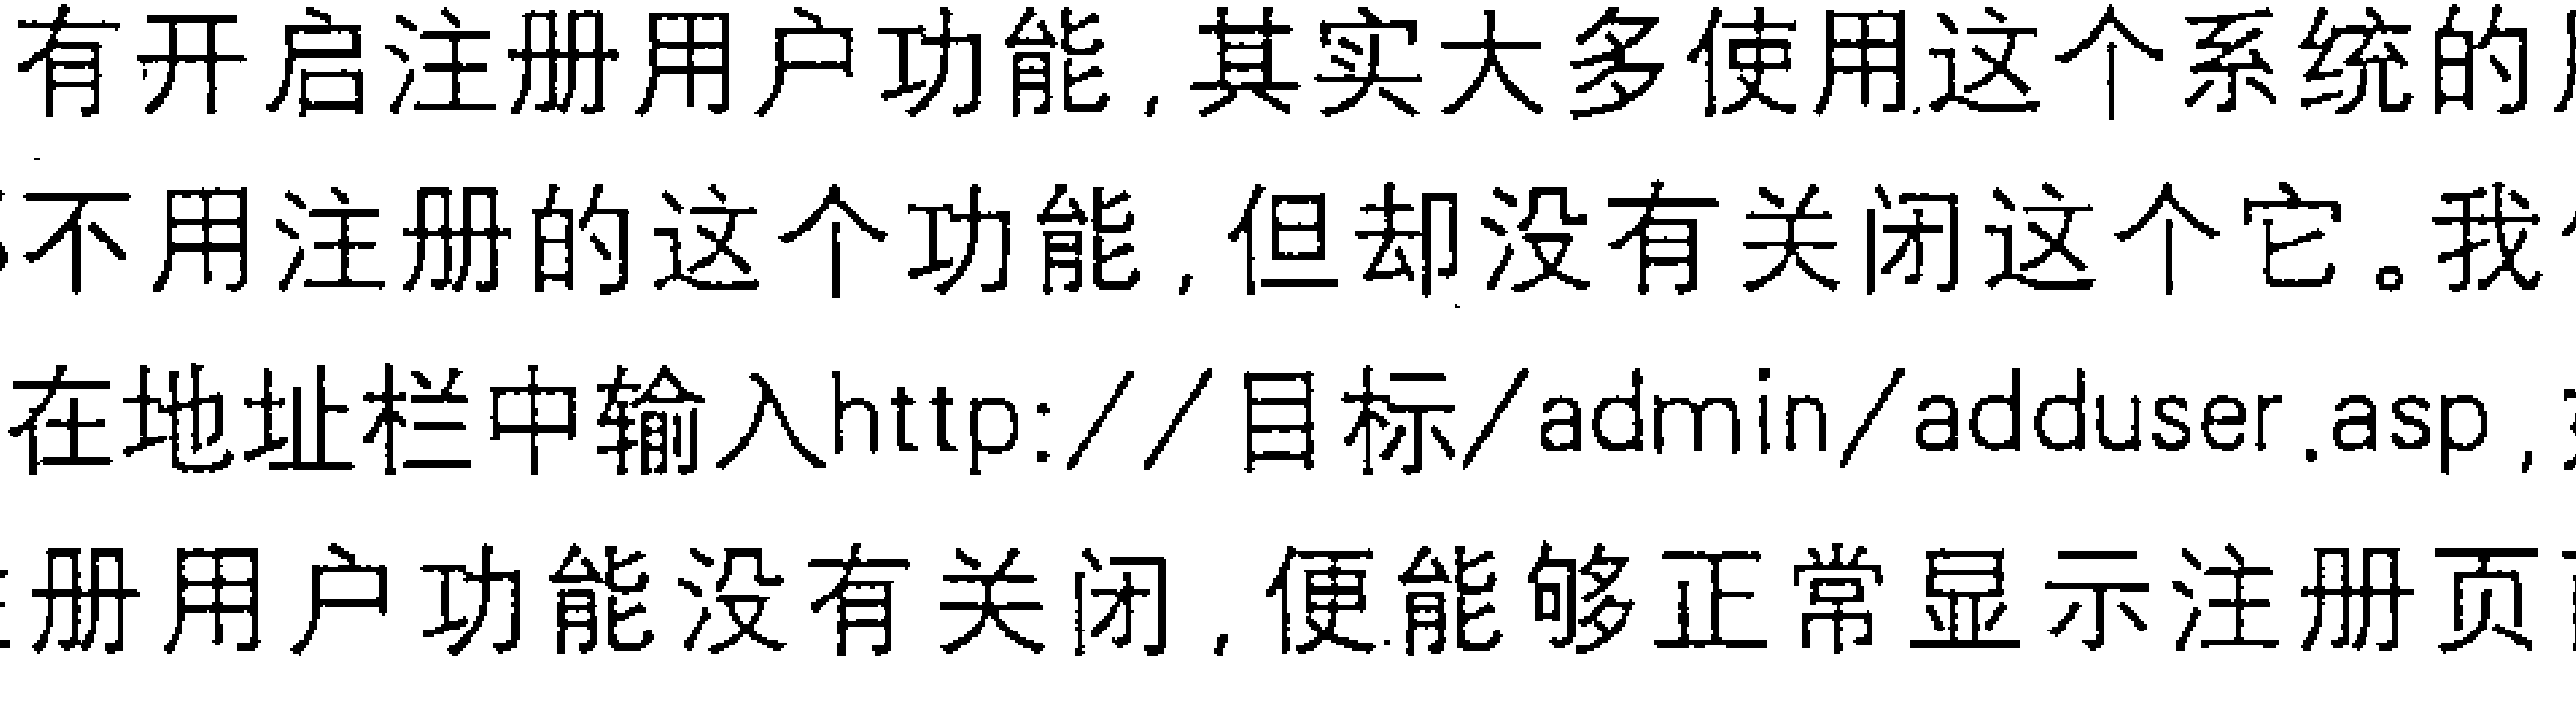 有开启注册用户功能,其实大多使用这个系统的
不用注册的这个功能,但却没有关闭这个它。我
在地址栏中输入http://目标/admin/adduser.asp,
册用户功能没有关闭,便能够正常显示注册页